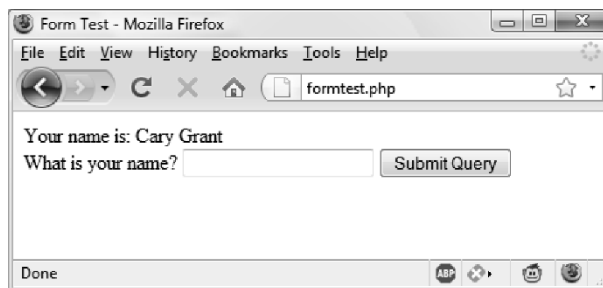 Form Test - Mozilla Firefox
File Edit View History Bookmarks Tools Help
formtest.php
Your name is: Cary Grant
What is your name? Submit Query
Done ABP